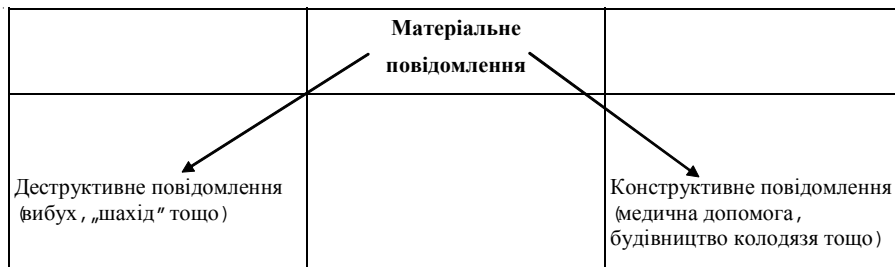 Матеріальне
повідомлення
Деструктивне повідомлення
(вибух, „шахід” тощо)
Конструктивне повідомлення
(медична допомога,
будівництво колодязя тощо)